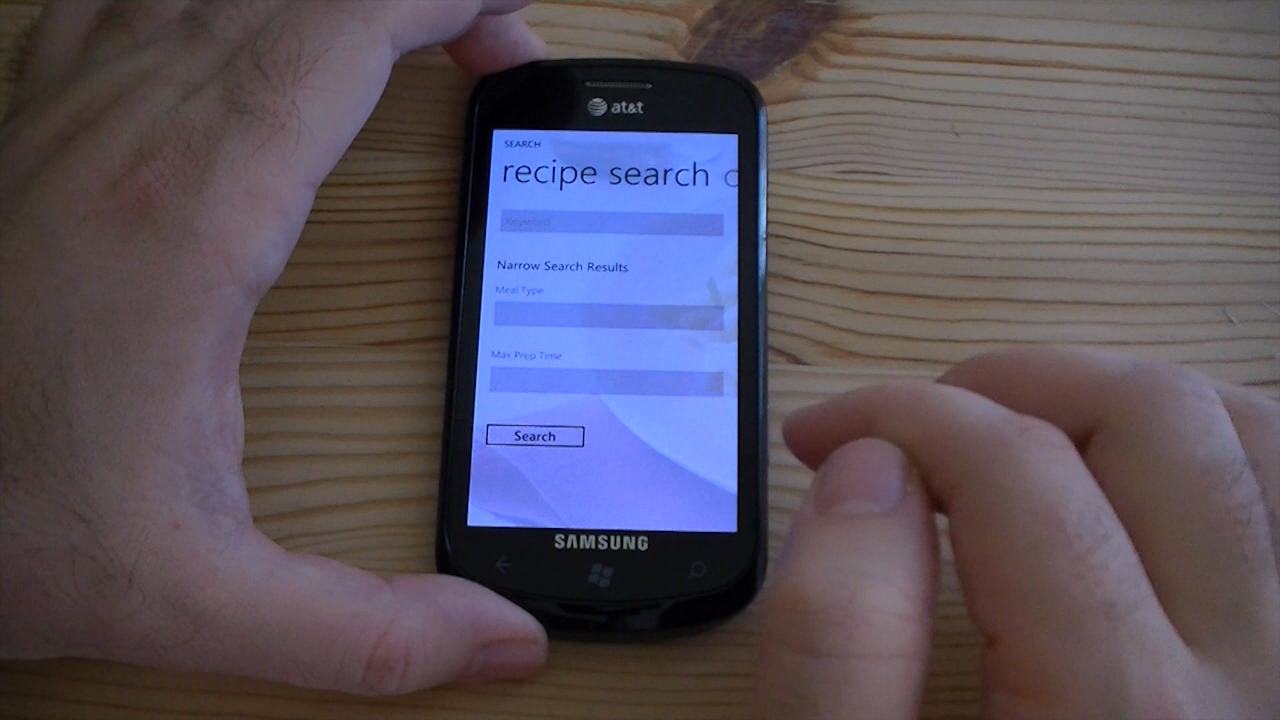 at&t
SEARCH
recipe search
Keyword
Narrow Search Results
Meal Type
Max Prep Time
Search
SAMSUNG